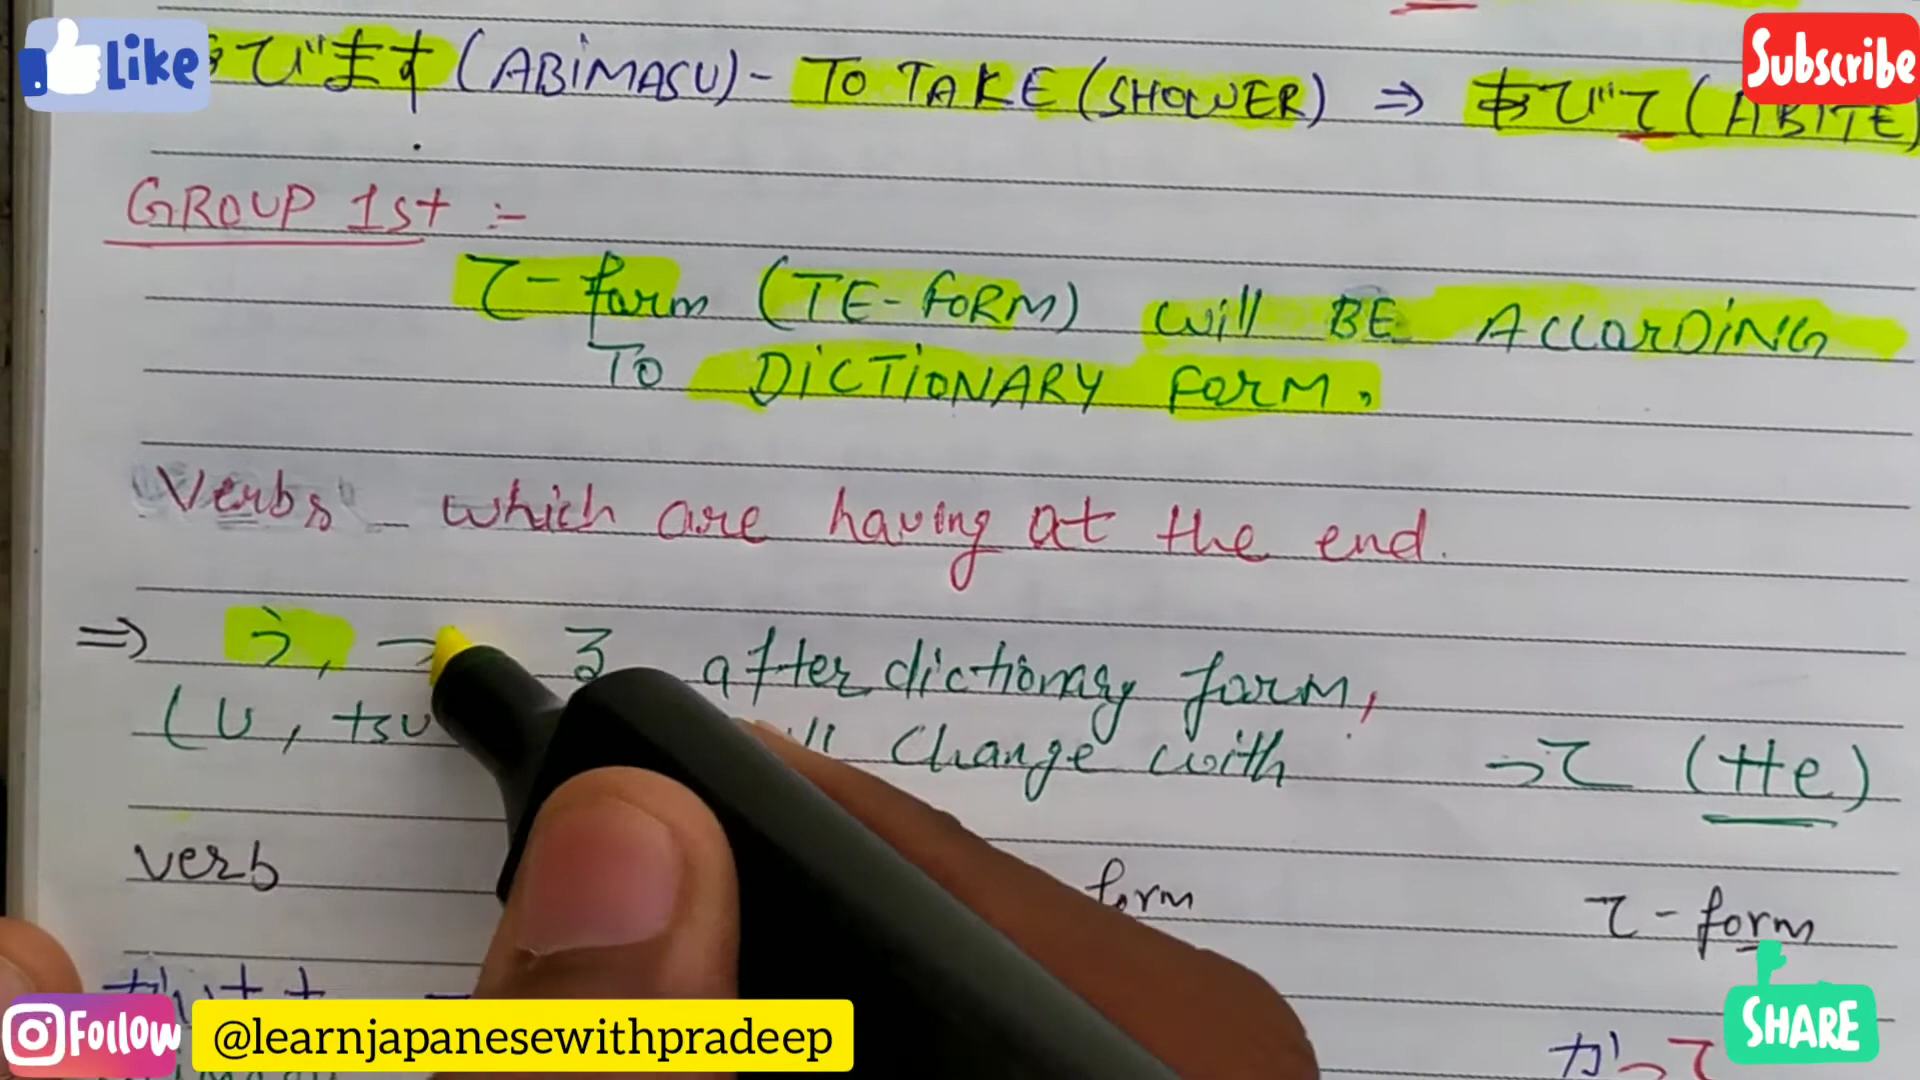 Like
びます (ABIMASU) - TO TAKE (SHOWER) ⇒ あびて (ABITE)
Subscribe
GROUP 1st :-
て-form (TE-FORM) will BE ACCORDING
TO DICTIONARY FORM.
Verbs which are having at the end.
⇒ う, つ る after dictionary form,
(U, tsu Change with って (tte)
verb form て-form
かって
Follow
@learnjapanesewithpradeep
SHARE